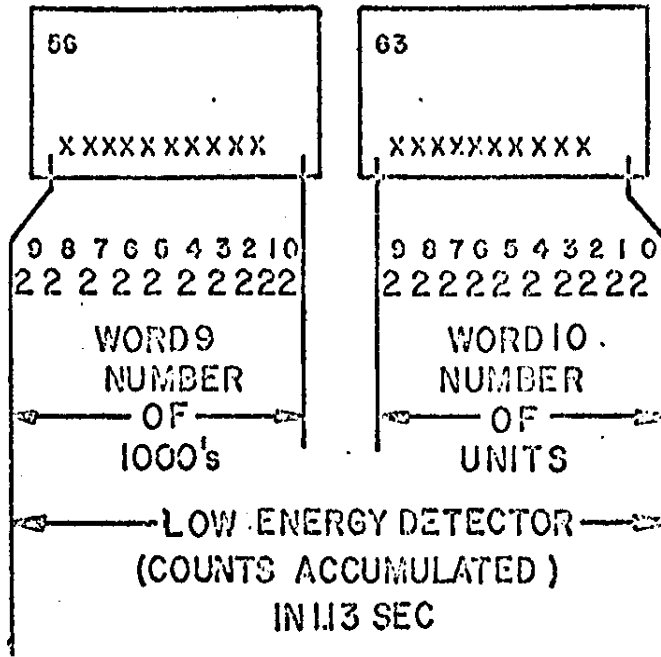 56 63
XXXXXXXXXX XXXXXXXXXX
9 8 7 6 5 4 3 2 1 0 9 8 7 6 5 4 3 2 1 0
2 2 2 2 2 2 2 2 2 2 2 2 2 2 2 2 2 2 2 2
WORD 9 WORD 10
NUMBER NUMBER
OF OF
1000's UNITS
LOW ENERGY DETECTOR
(COUNTS ACCUMULATED)
IN 1.13 SEC